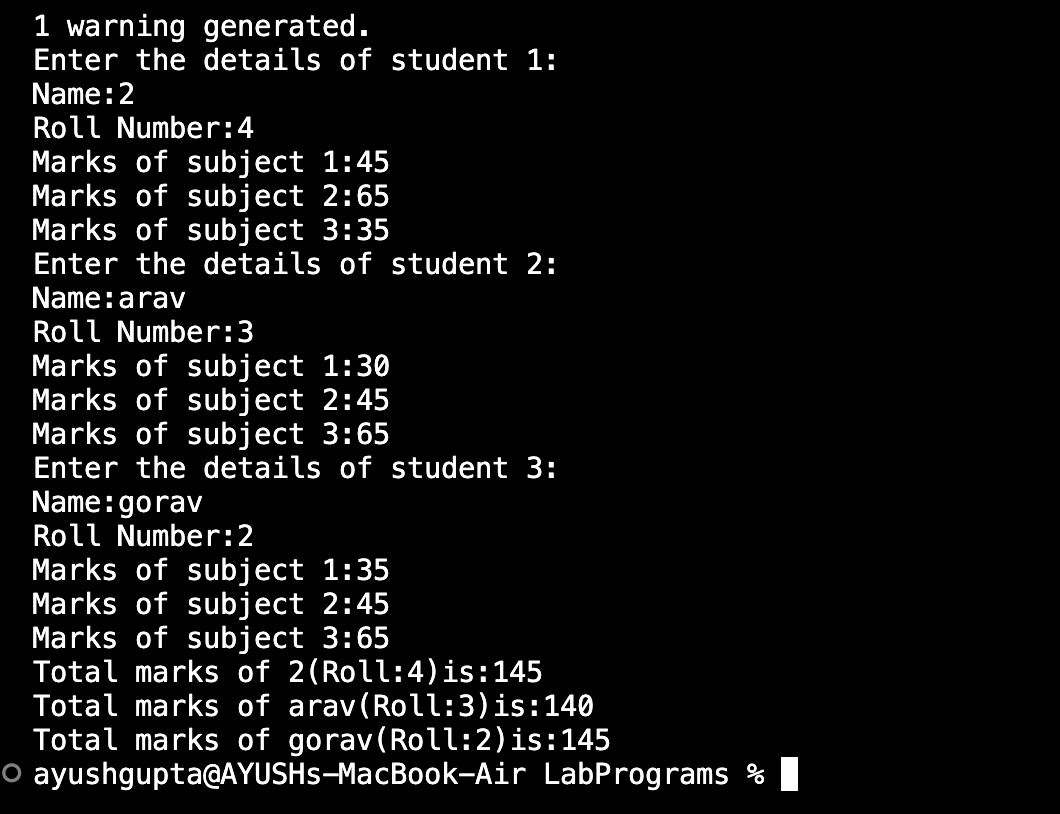 1 warning generated.
Enter the details of student 1:
Name:2
Roll Number:4
Marks of subject 1:45
Marks of subject 2:65
Marks of subject 3:35
Enter the details of student 2:
Name:arav
Roll Number:3
Marks of subject 1:30
Marks of subject 2:45
Marks of subject 3:65
Enter the details of student 3:
Name:gorav
Roll Number:2
Marks of subject 1:35
Marks of subject 2:45
Marks of subject 3:65
Total marks of 2(Roll:4)is:145
Total marks of arav(Roll:3)is:140
Total marks of gorav(Roll:2)is:145
ayushgupta@AYUSHs-MacBook-Air LabPrograms %